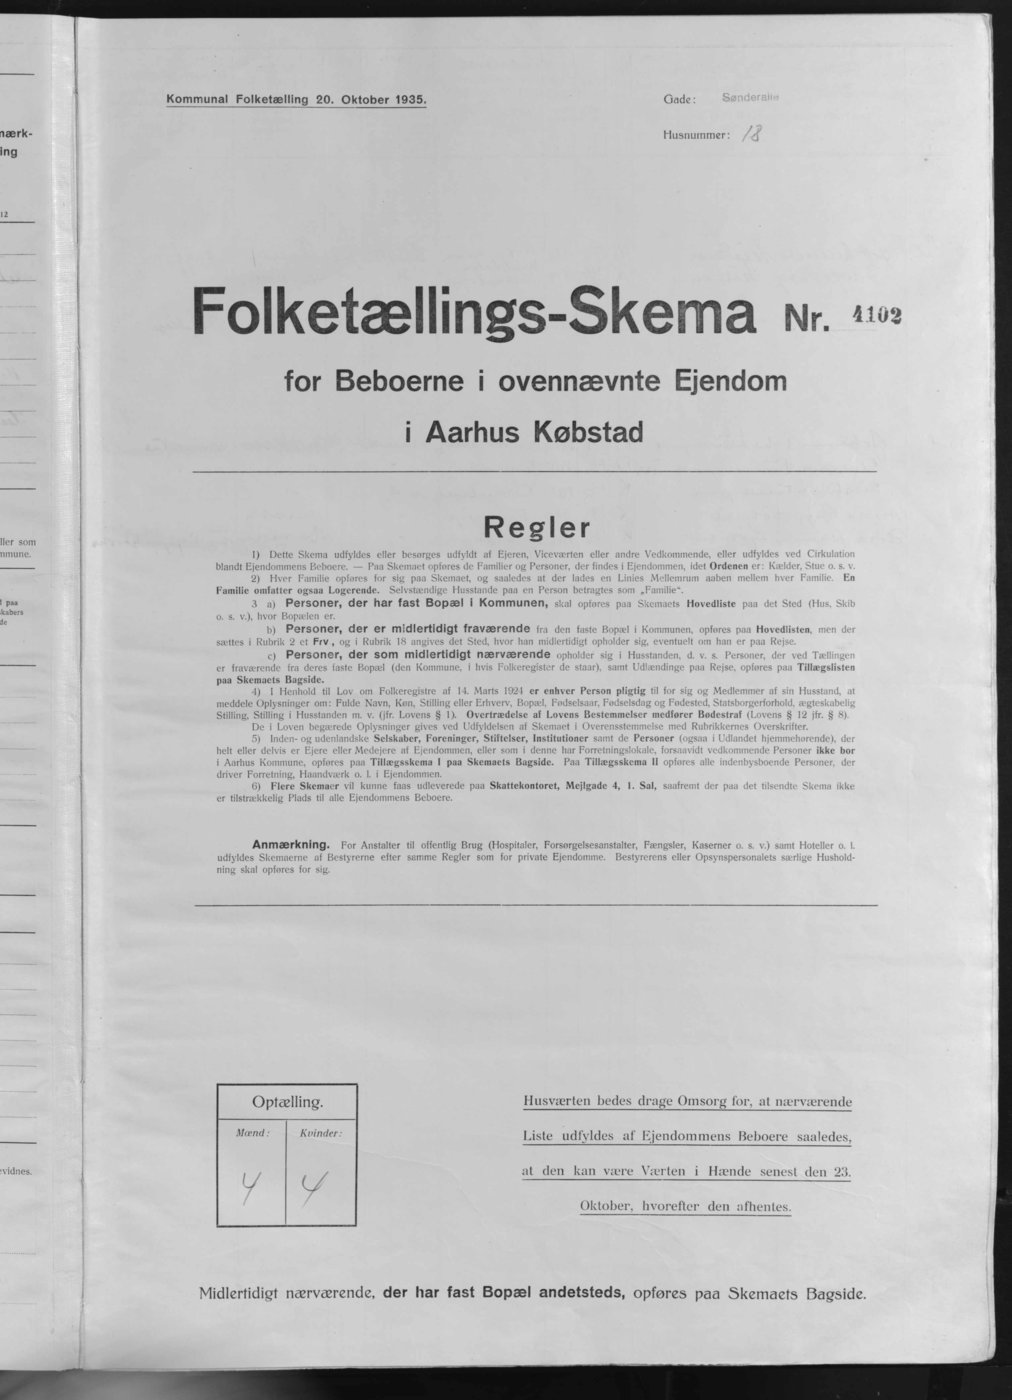 Kommunal Folketælling 20. Oktober 1935.
Gade: Sønderalle
Husnummer: 18
Folketællings-Skema Nr. 4102
for Beboerne i ovennævnte Ejendom
i Aarhus Købstad
Regler
1) Dette Skema udfyldes eller besørges udfyldt af Ejeren, Viceværten eller andre Vedkommende, eller udfyldes ved Cirkulation
blandt Ejendommens Beboere. — Paa Skemaet opføres de Familier og Personer, der findes i Ejendommen, idet Ordenen er: Kælder, Stue o. s. v.
2) Hver Familie opføres for sig paa Skemaet, og saaledes at der lades en Linies Mellemrum aaben mellem hver Familie. En
Familie omfatter ogsaa Logerende. Selvstændige Husstande paa en Person betragtes som „Familie“.
3 a) Personer, der har fast Bopæl i Kommunen, skal opføres paa Skemaets Hovedliste paa det Sted (Hus, Skib
o. s. v.), hvor Bopælen er.
b) Personer, der er midlertidigt fraværende fra den faste Bopæl i Kommunen, opføres paa Hovedlisten, men der
sættes i Rubrik 2 et Frv, og i Rubrik 18 angives det Sted, hvor han midlertidigt opholder sig, eventuelt om han er paa Rejse.
c) Personer, der som midlertidigt nærværende opholder sig i Husstanden, d. v. s. Personer, der ved Tællingen
er fraværende fra deres faste Bopæl (den Kommune, i hvis Folkeregister de staar), samt Udlændinge paa Rejse, opføres paa Tillægslisten
paa Skemaets Bagside.
4) I Henhold til Lov om Folkeregistre af 14. Marts 1924 er enhver Person pligtig til for sig og Medlemmer af sin Husstand, at
meddele Oplysninger om: Fulde Navn, Køn, Stilling eller Erhverv, Bopæl, Fødselsaar, Fødselsdag og Fødested, Statsborgerforhold, ægteskabelig
Stilling, Stilling i Husstanden m. v. (jfr. Lovens § 1). Overtrædelse af Lovens Bestemmelser medfører Bødestraf (Lovens § 12 jfr. § 8).
De i Loven begærede Oplysninger gives ved Udfyldelsen af Skemaet i Overensstemmelse med Rubrikkernes Overskrifter.
5) Inden- og udenlandske Selskaber, Foreninger, Stiftelser, Institutioner samt de Personer (ogsaa i Udlandet hjemmehørende), der
helt eller delvis er Ejere eller Medejere af Ejendommen, eller som i denne har Forretningslokale, forsaavidt vedkommende Personer ikke bor
i Aarhus Kommune, opføres paa Tillægsskema I paa Skemaets Bagside. Paa Tillægsskema II opføres alle indenbysboende Personer, der
driver Forretning, Haandværk o. l. i Ejendommen.
6) Flere Skemaer vil kunne faas udleverede paa Skattekontoret, Mejlgade 4, 1. Sal, saafremt der paa det tilsendte Skema ikke
er tilstrækkelig Plads til alle Ejendommens Beboere.
Anmærkning. For Anstalter til offentlig Brug (Hospitaler, Forsørgelsesanstalter, Fængsler, Kaserner o. s. v.) samt Hoteller o. l.
udfyldes Skemaerne af Bestyrerne efter samme Regler som for private Ejendomme. Bestyrerens eller Opsynspersonalets særlige Hushold-
ning skal opføres for sig.
Optælling.
Mænd: Kvinder:
4 4
Husværten bedes drage Omsorg for, at nærværende
Liste udfyldes af Ejendommens Beboere saaledes,
at den kan være Værten i Hænde senest den 23.
Oktober, hvorefter den afhentes.
Midlertidigt nærværende, der har fast Bopæl andetsteds, opføres paa Skemaets Bagside.